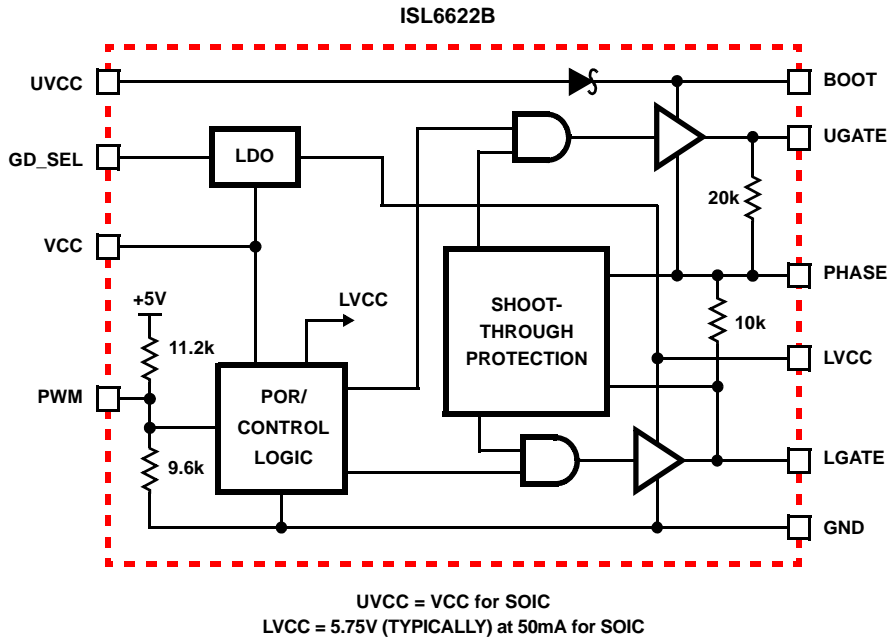 ISL6622B
UVCC
BOOT
GD_SEL
LDO
UGATE
20k
VCC
PHASE
+5V
LVCC
SHOOT-
THROUGH
PROTECTION
10k
11.2k
LVCC
PWM
POR/
CONTROL
LOGIC
9.6k
LGATE
GND
UVCC = VCC for SOIC
LVCC = 5.75V (TYPICALLY) at 50mA for SOIC